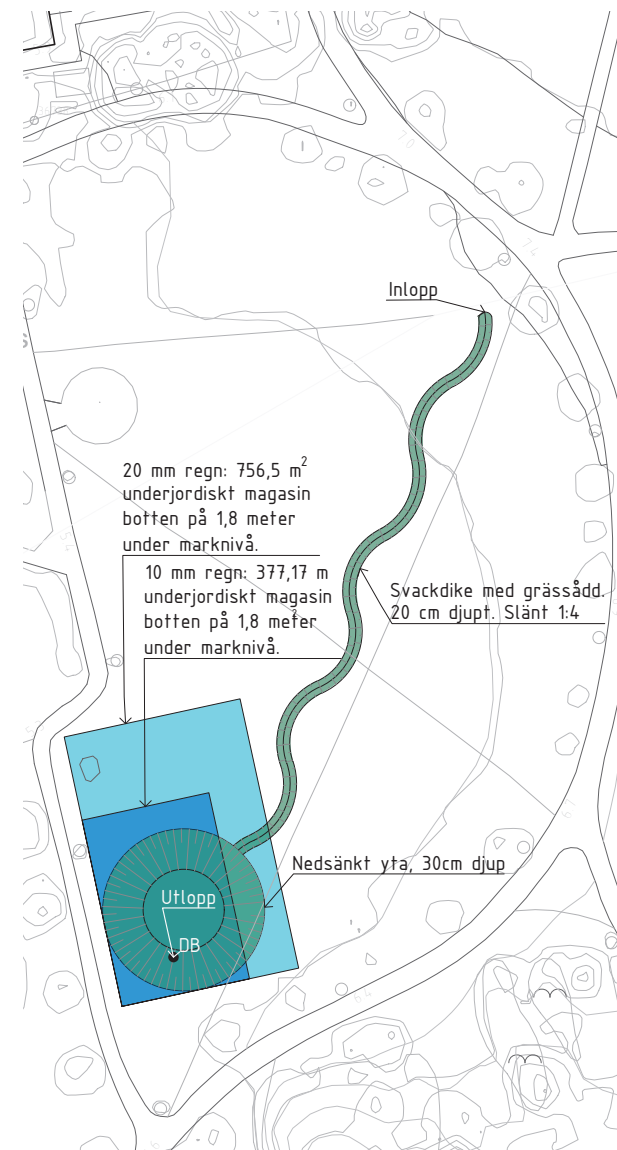 Inlopp
20 mm regn: 756,5 m²
underjordiskt magasin
botten på 1,8 meter
under marknivå.
10 mm regn: 377,17 m
underjordiskt magasin
botten på 1,8 me²er
under marknivå.
Svackdike med grässådd.
20 cm djupt. Slänt 1:4
Nedsänkt yta, 30cm djup
Utlopp
DB